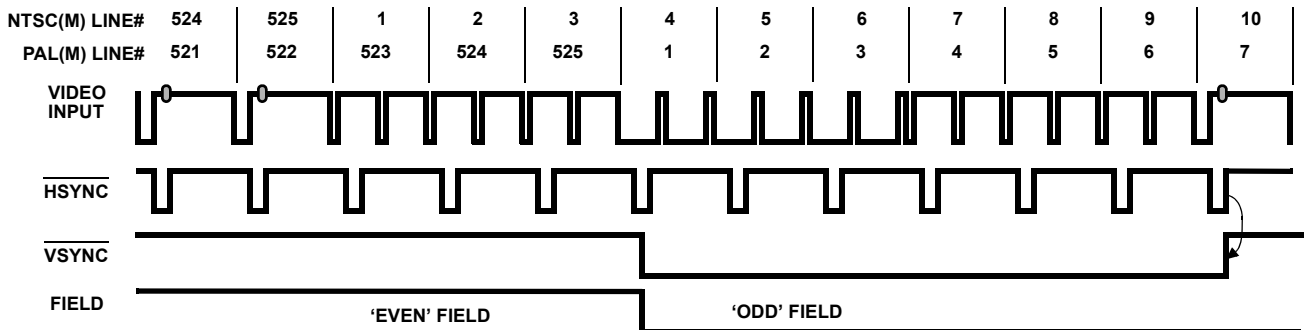 NTSC(M) LINE# 524 525 1 2 3 4 5 6 7 8 9 10
PAL(M) LINE# 521 522 523 524 525 1 2 3 4 5 6 7
VIDEO
INPUT
HSYNC
VSYNC
FIELD
‘EVEN’ FIELD ‘ODD’ FIELD